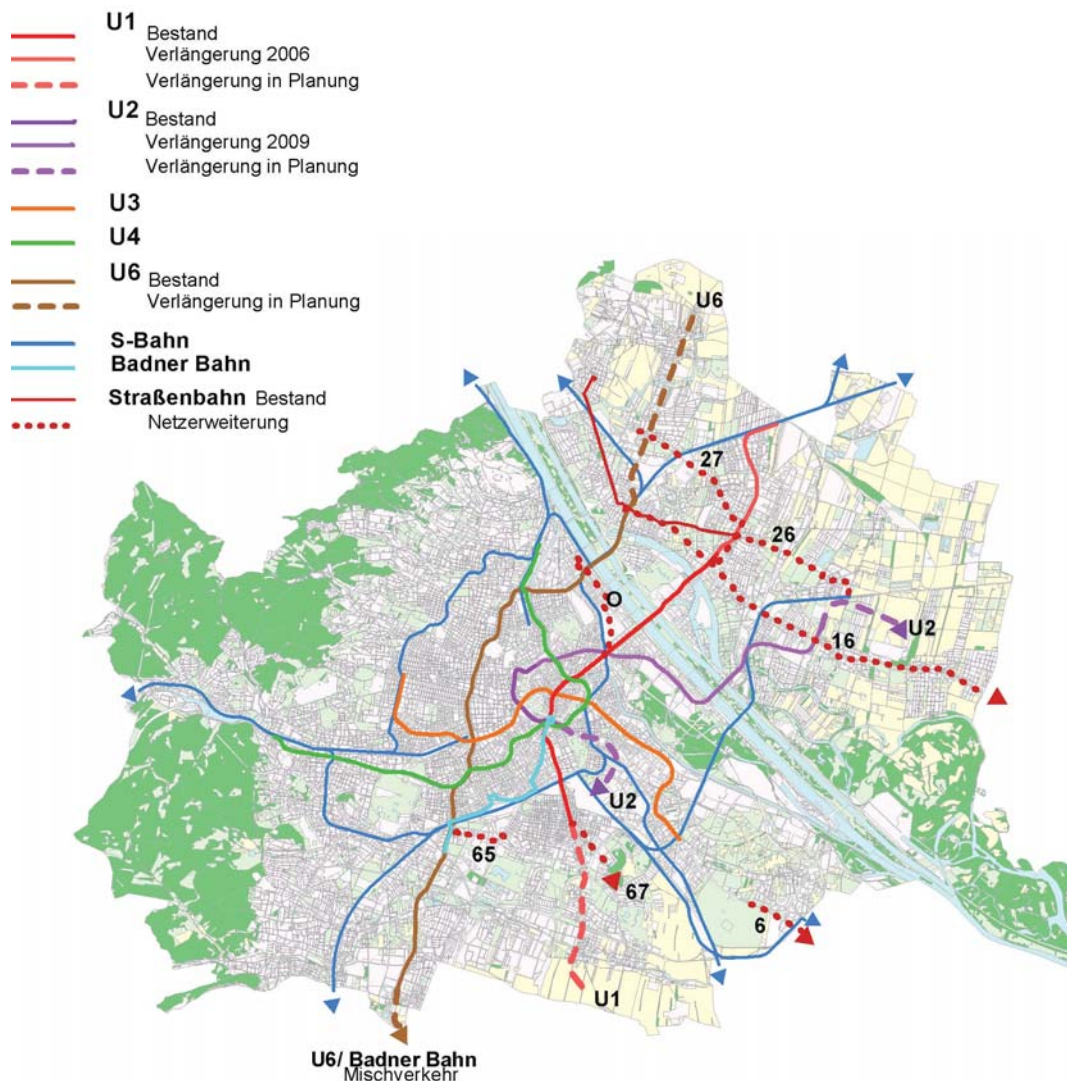 U1 Bestand
Verlängerung 2006
Verlängerung in Planung
U2 Bestand
Verlängerung 2009
Verlängerung in Planung
U3
U4
U6 Bestand
Verlängerung in Planung
S-Bahn
Badner Bahn
Straßenbahn Bestand
Netzerweiterung
U6
27
26
O
U2
16
U2
65
67
6
U1
U6/ Badner Bahn
Mischverkehr